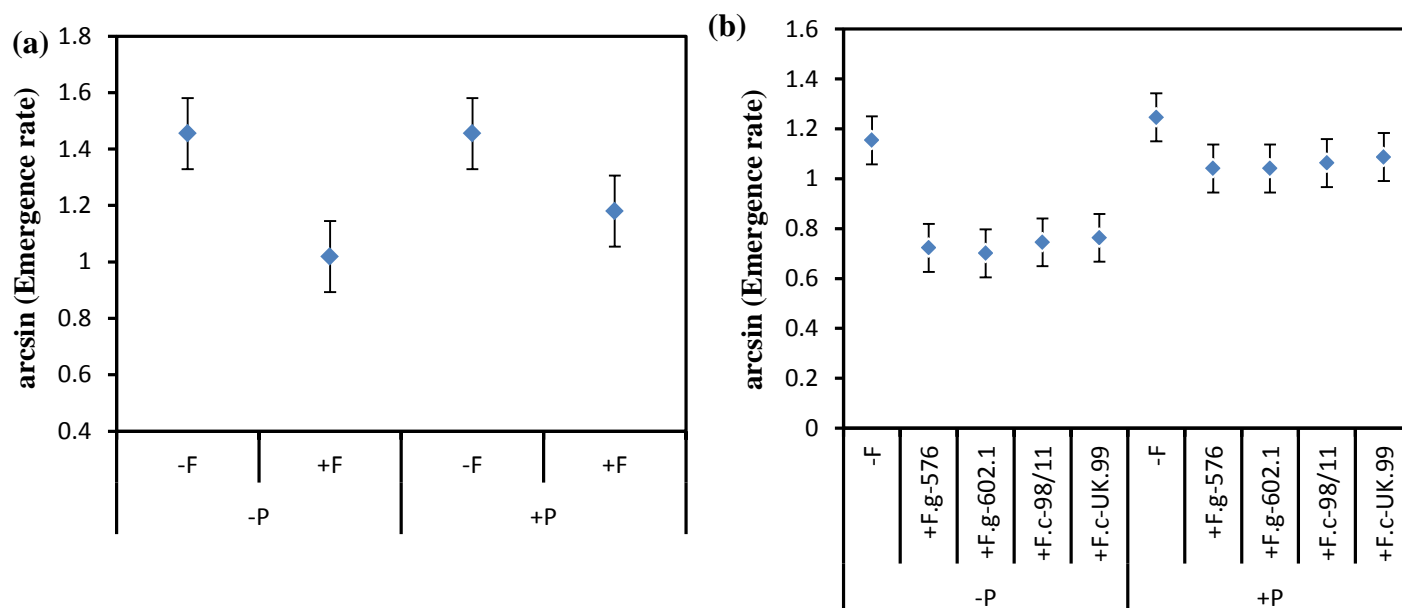 (a)
arcsin (Emergence rate)
1.8
1.6
1.4
1.2
1
0.8
0.6
0.4
-F
+F
-F
+F
-P
+P
(b)
arcsin (Emergence rate)
1.6
1.4
1.2
1
0.8
0.6
0.4
0.2
0
-F
+F.g-576
+F.g-602.1
+F.c-98/11
+F.c-UK.99
-F
+F.g-576
+F.g-602.1
+F.c-98/11
+F.c-UK.99
-P
+P